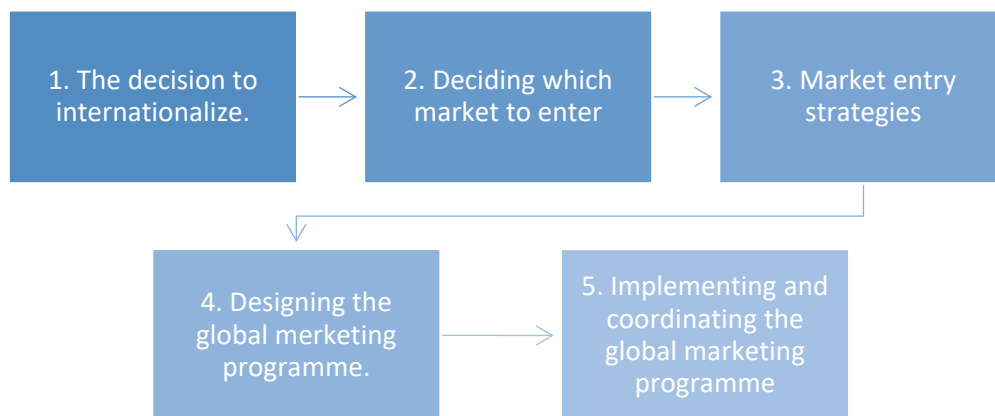 1. The decision to
internationalize.
2. Deciding which
market to enter
3. Market entry
strategies
4. Designing the
global merketing
programme.
5. Implementing and
coordinating the
global marketing
programme